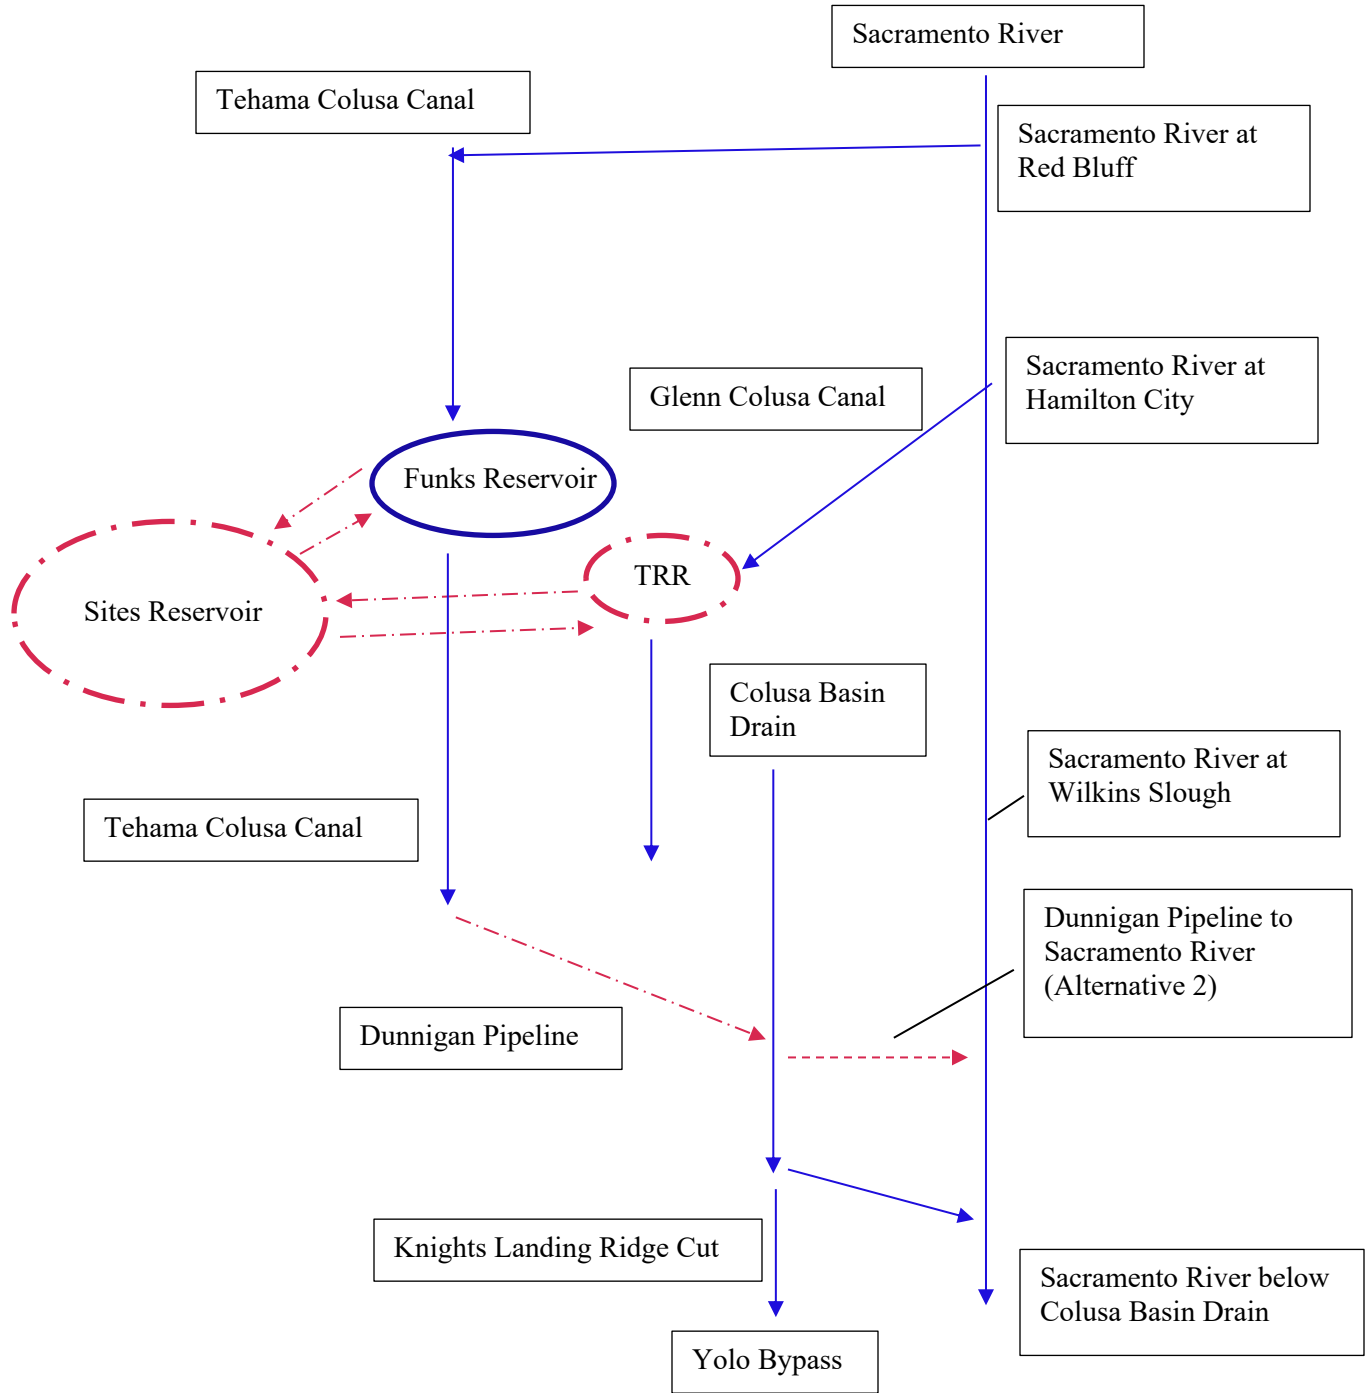 Sacramento River
Tehama Colusa Canal
Sacramento River at
Red Bluff
Sacramento River at
Hamilton City
Glenn Colusa Canal
Funks Reservoir
TRR
Sites Reservoir
Colusa Basin
Drain
Sacramento River at
Wilkins Slough
Tehama Colusa Canal
Dunnigan Pipeline to
Sacramento River
(Alternative 2)
Dunnigan Pipeline
Knights Landing Ridge Cut
Sacramento River below
Colusa Basin Drain
Yolo Bypass